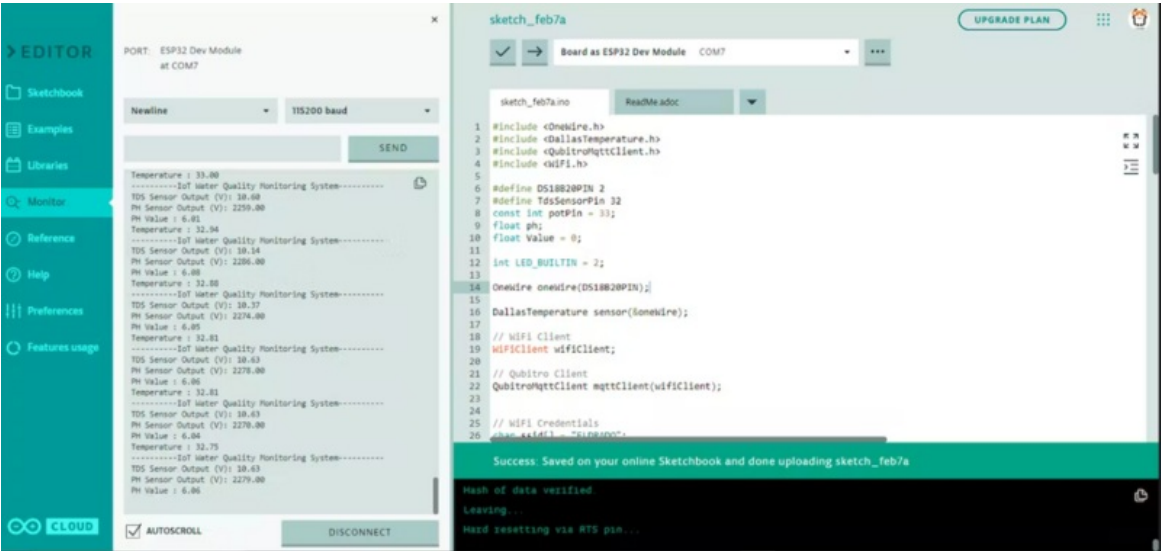 >EDITOR
Sketchbook
Examples
Libraries
Monitor
Reference
Help
Preferences
Features usage
CLOUD
×
PORT: ESP32 Dev Module
at COM7
Newline
115200 baud
SEND
Temperature : 33.00
----------IoT Water Quality Monitoring System----------
TDS Sensor Output (V): 10.60
PH Sensor Output (V): 2259.00
PH Value : 6.01
Temperature : 32.94
----------IoT Water Quality Monitoring System----------
TDS Sensor Output (V): 10.14
PH Sensor Output (V): 2286.00
PH Value : 6.08
Temperature : 32.88
----------IoT Water Quality Monitoring System----------
TDS Sensor Output (V): 10.37
PH Sensor Output (V): 2274.00
PH Value : 6.05
Temperature : 32.81
----------IoT Water Quality Monitoring System----------
TDS Sensor Output (V): 10.63
PH Sensor Output (V): 2278.00
PH Value : 6.06
Temperature : 32.81
----------IoT Water Quality Monitoring System----------
TDS Sensor Output (V): 10.63
PH Sensor Output (V): 2270.00
PH Value : 6.04
Temperature : 32.75
----------IoT Water Quality Monitoring System----------
TDS Sensor Output (V): 10.63
PH Sensor Output (V): 2279.00
PH Value : 6.06
AUTOSCROLL
DISCONNECT
sketch_feb7a
UPGRADE PLAN
Board as ESP32 Dev Module COM7
sketch_feb7a.ino ReadMe.adoc
1 #include <OneWire.h>
2 #include <DallasTemperature.h>
3 #include <QubitroMqttClient.h>
4 #include <WiFi.h>
5
6 #define DS18B20PIN 2
7 #define TdsSensorPin 32
8 const int potPin = 33;
9 float ph;
10 float Value = 0;
11
12 int LED_BUILTIN = 2;
13
14 OneWire oneWire(DS18B20PIN);
15
16 DallasTemperature sensor(&oneWire);
17
18 // WiFi Client
19 WiFiClient wifiClient;
20
21 // Qubitro Client
22 QubitroMqttClient mqttClient(wifiClient);
23
24
25 // WiFi Credentials
26 char ssid[] = "ELDRADO";
Success: Saved on your online Sketchbook and done uploading sketch_feb7a
Hash of data verified.
Leaving...
Hard resetting via RTS pin...